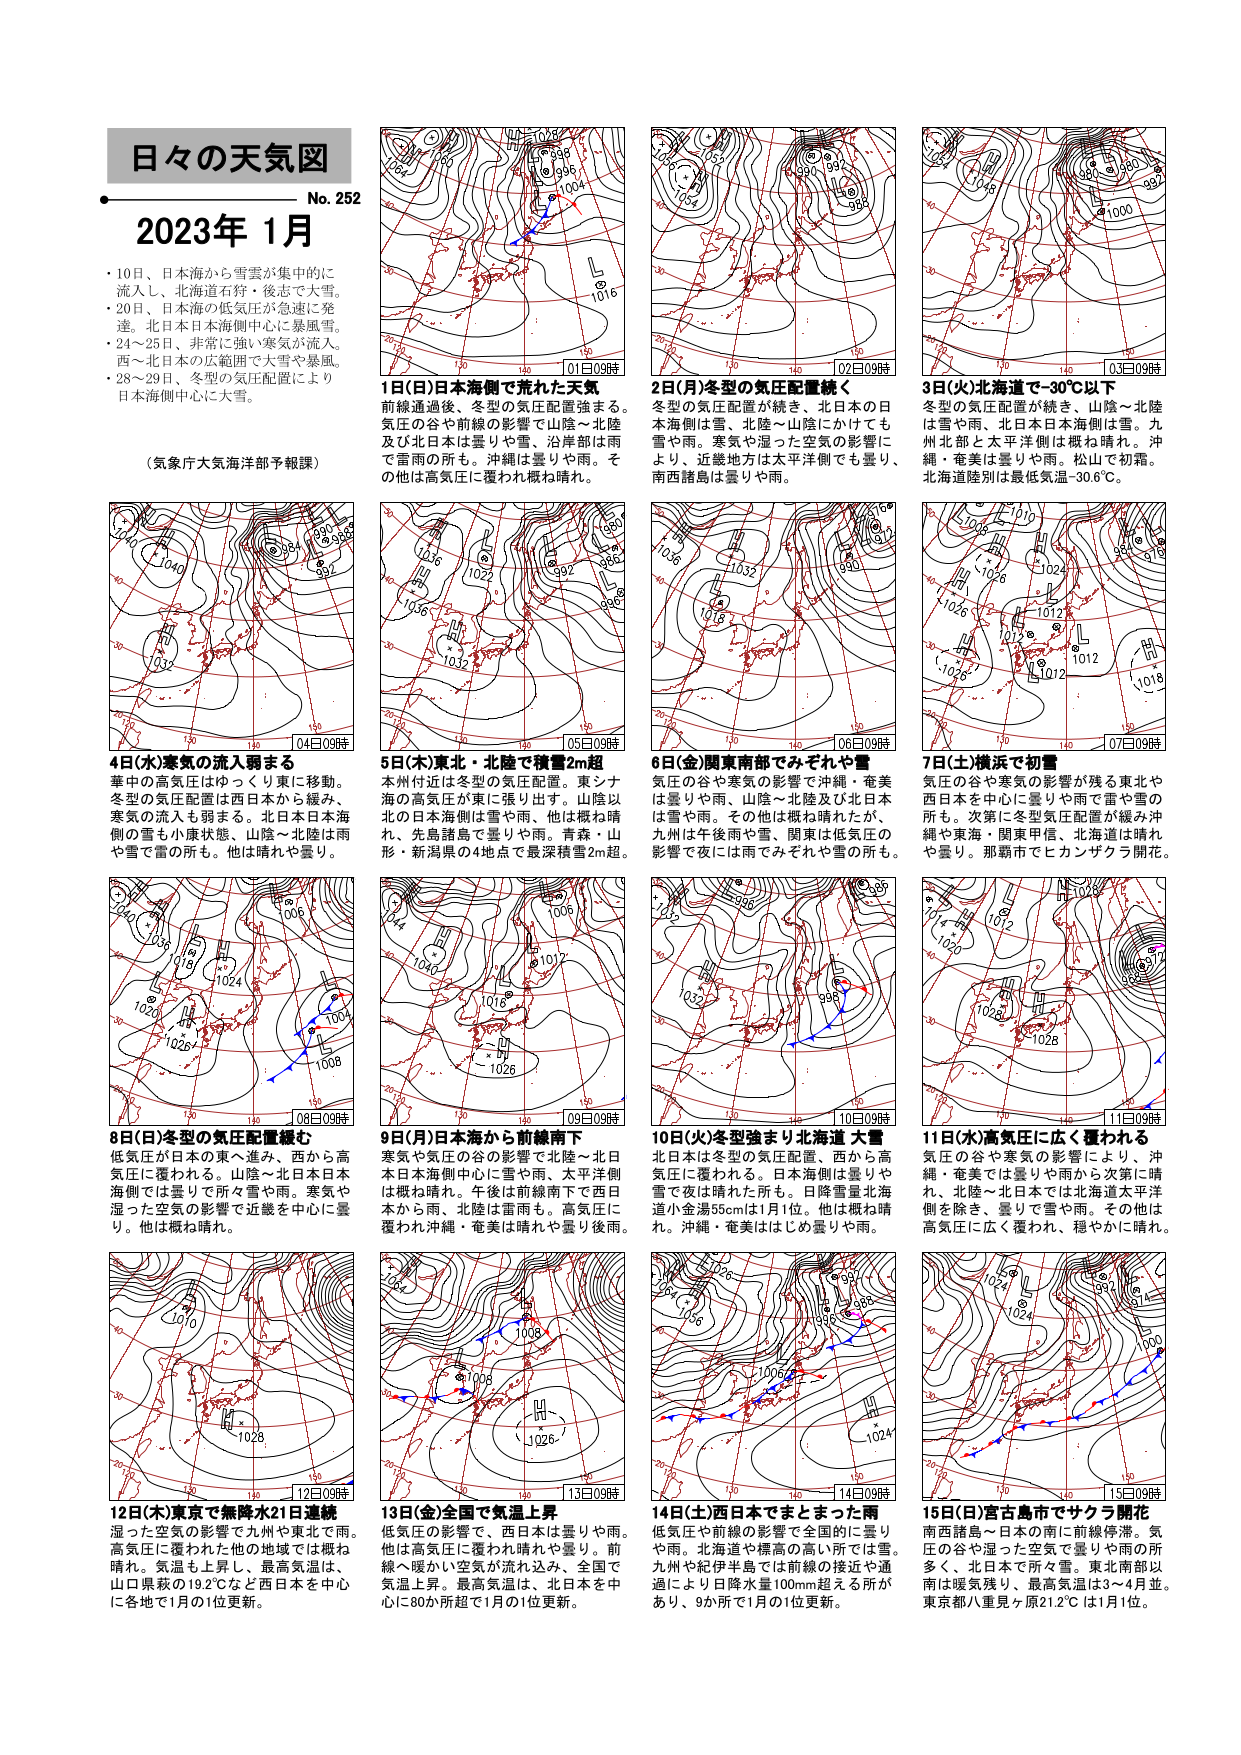 日々の天気図
No. 252
2023年 1月
・10日、日本海から雪雲が集中的に
流入し、北海道石狩・後志で大雪。
・20日、日本海の低気圧が急速に発
達。北日本日本海側中心に暴風雪。
・24～25日、非常に強い寒気が流入。
西～北日本の広範囲で大雪や暴風。
・28～29日、冬型の気圧配置により
日本海側中心に大雪。
（気象庁大気海洋部予報課）
01日09時
1日(日)日本海側で荒れた天気
前線通過後、冬型の気圧配置強まる。
気圧の谷や前線の影響で山陰～北陸
及び北日本は曇りや雪、沿岸部は雨
で雷雨の所も。沖縄は曇りや雨。そ
の他は高気圧に覆われ概ね晴れ。
02日09時
2日(月)冬型の気圧配置続く
冬型の気圧配置が続き、北日本の日
本海側は雪、北陸～山陰にかけても
雪や雨。寒気や湿った空気の影響に
より、近畿地方は太平洋側でも曇り、
南西諸島は曇りや雨。
03日09時
3日(火)北海道で-30℃以下
冬型の気圧配置が続き、山陰～北陸
は雪や雨、北日本日本海側は雪。九
州北部と太平洋側は概ね晴れ。沖
縄・奄美は曇りや雨。松山で初霜。
北海道陸別は最低気温-30.6℃。
04日09時
4日(水)寒気の流入弱まる
華中の高気圧はゆっくり東に移動。
冬型の気圧配置は西日本から緩み、
寒気の流入も弱まる。北日本日本海
側の雪も小康状態、山陰～北陸は雨
や雪で雷の所も。他は晴れや曇り。
05日09時
5日(木)東北・北陸で積雪2m超
本州付近は冬型の気圧配置。東シナ
海の高気圧が東に張り出す。山陰以
北の日本海側は雪や雨、他は概ね晴
れ、先島諸島で曇りや雨。青森・山
形・新潟県の4地点で最深積雪2m超。
06日09時
6日(金)関東南部でみぞれや雪
気圧の谷や寒気の影響で沖縄・奄美
は曇りや雨、山陰～北陸及び北日本
は雪や雨。その他は概ね晴れたが、
九州は午後雨や雪、関東は低気圧の
影響で夜には雨でみぞれや雪の所も。
07日09時
7日(土)横浜で初雪
気圧の谷や寒気の影響が残る東北や
西日本を中心に曇りや雨で雷や雪の
所も。次第に冬型気圧配置が緩み沖
縄や東海・関東甲信、北海道は晴れ
や曇り。那覇市でヒカンザクラ開花。
08日09時
8日(日)冬型の気圧配置緩む
低気圧が日本の東へ進み、西から高
気圧に覆われる。山陰～北日本日本
海側では曇りで所々雪や雨。寒気や
湿った空気の影響で近畿を中心に曇
り。他は概ね晴れ。
09日09時
9日(月)日本海から前線南下
寒気や気圧の谷の影響で北陸～北日
本日本海側中心に雪や雨、太平洋側
は概ね晴れ。午後は前線南下で西日
本から雨、北陸は雷雨も。高気圧に
覆われ沖縄・奄美は晴れや曇り後雨。
10日09時
10日(火)冬型強まり北海道 大雪
北日本は冬型の気圧配置、西から高
気圧に覆われる。日本海側は曇りや
雪で夜は晴れた所も。日降雪量北海
道小金湯55cmは1月1位。他は概ね晴
れ。沖縄・奄美ははじめ曇りや雨。
11日09時
11日(水)高気圧に広く覆われる
気圧の谷や寒気の影響により、沖
縄・奄美では曇りや雨から次第に晴
れ、北陸～北日本では北海道太平洋
側を除き、曇りで雪や雨。その他は
高気圧に広く覆われ、穏やかに晴れ。
12日09時
12日(木)東京で無降水21日連続
湿った空気の影響で九州や東北で雨。
高気圧に覆われた他の地域では概ね
晴れ。気温も上昇し、最高気温は、
山口県萩の19.2℃など西日本を中心
に各地で1月の1位更新。
13日09時
13日(金)全国で気温上昇
低気圧の影響で、西日本は曇りや雨。
他は高気圧に覆われ晴れや曇り。前
線へ暖かい空気が流れ込み、全国で
気温上昇。最高気温は、北日本を中
心に80か所超で1月の1位更新。
14日09時
14日(土)西日本でまとまった雨
低気圧や前線の影響で全国的に曇り
や雨。北海道や標高の高い所では雪。
九州や紀伊半島では前線の接近や通
過により日降水量100mm超える所が
あり、9か所で1月の1位更新。
15日09時
15日(日)宮古島市でサクラ開花
南西諸島～日本の南に前線停滞。気
圧の谷や湿った空気で曇りや雨の所
多く、北日本で所々雪。東北南部以
南は暖気残り、最高気温は3～4月並。
東京都八重見ヶ原21.2℃ は1月1位。